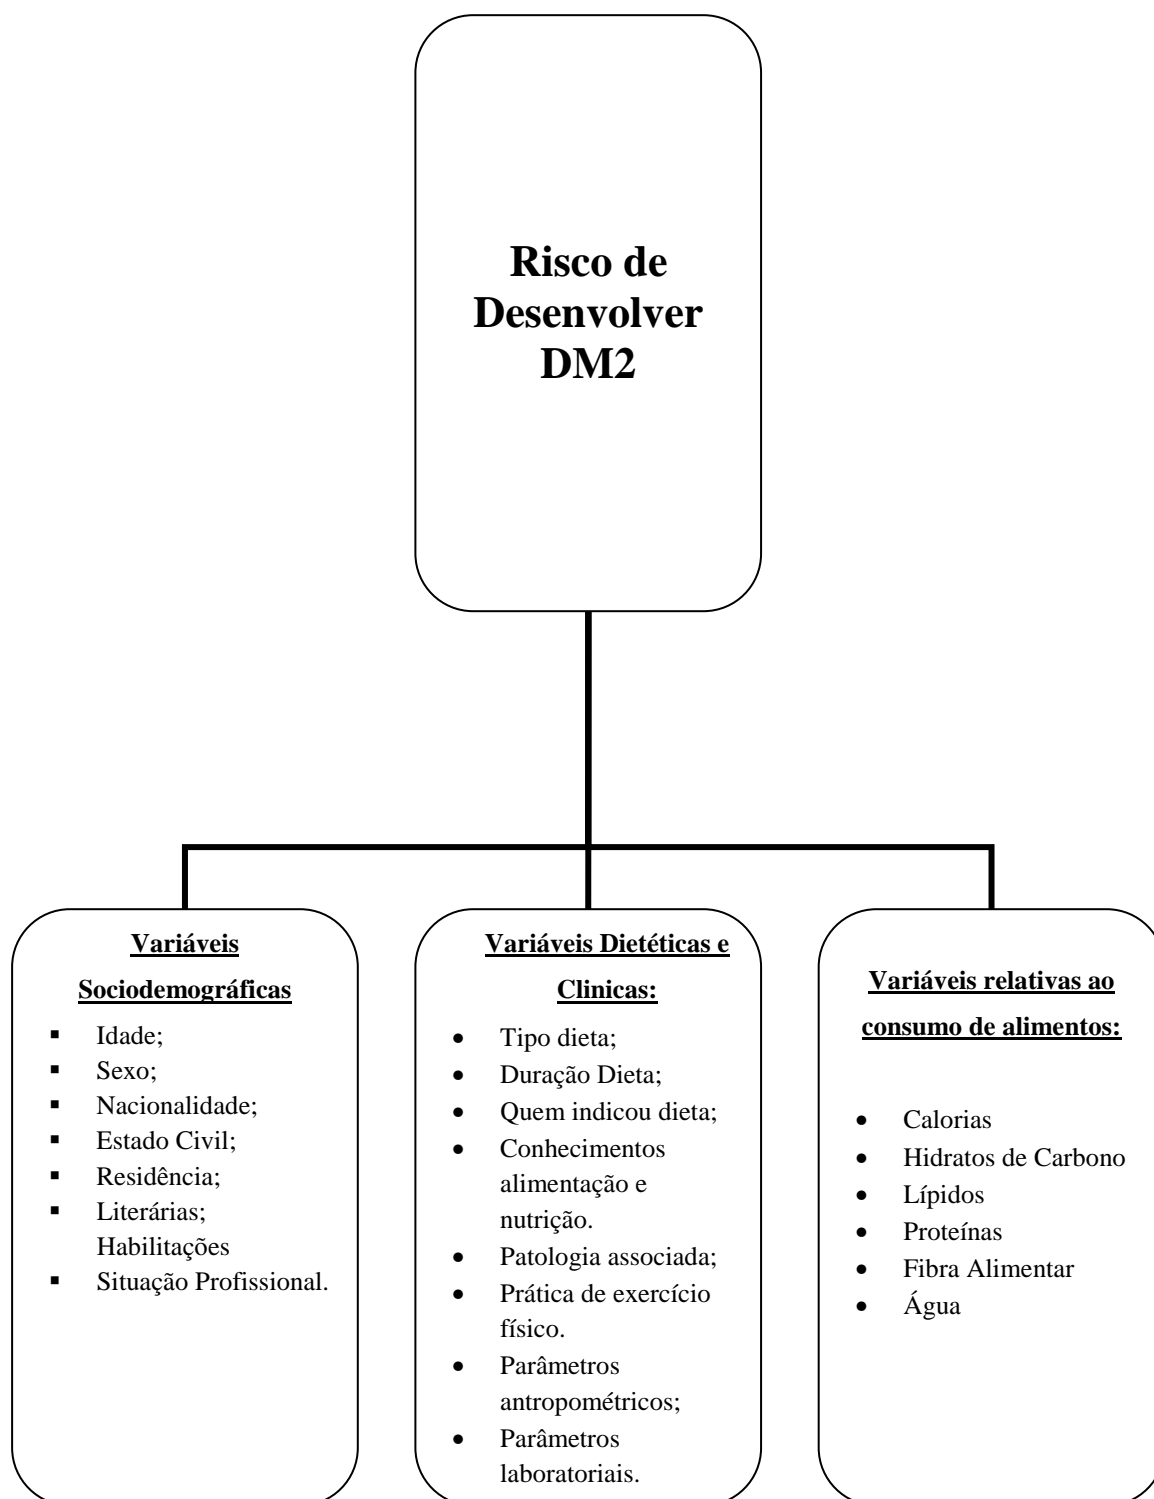 Risco de
Desenvolver
DM2
Variáveis
Sociodemográficas
▪ Idade;
▪ Sexo;
▪ Nacionalidade;
▪ Estado Civil;
▪ Residência;
▪ Literárias;
Habilitações
▪ Situação Profissional.
Variáveis Dietéticas e
Clinicas:
• Tipo dieta;
• Duração Dieta;
• Quem indicou dieta;
• Conhecimentos
alimentação e
nutrição.
• Patologia associada;
• Prática de exercício
físico.
• Parâmetros
antropométricos;
• Parâmetros
laboratoriais.
Variáveis relativas ao
consumo de alimentos:
• Calorias
• Hidratos de Carbono
• Lípidos
• Proteínas
• Fibra Alimentar
• Água